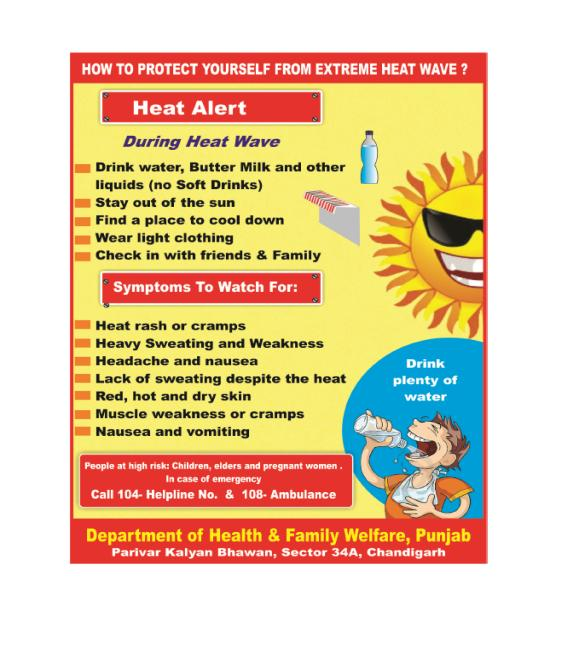 HOW TO PROTECT YOURSELF FROM EXTREME HEAT WAVE ?
Heat Alert
During Heat Wave
Drink water, Butter Milk and other
liquids (no Soft Drinks)
Stay out of the sun
Find a place to cool down
Wear light clothing
Check in with friends & Family
Symptoms To Watch For:
Heat rash or cramps
Heavy Sweating and Weakness
Headache and nausea
Lack of sweating despite the heat
Red, hot and dry skin
Muscle weakness or cramps
Nausea and vomiting
Drink
plenty of
water
People at high risk: Children, elders and pregnant women .
In case of emergency
Call 104- Helpline No. & 108- Ambulance
Department of Health & Family Welfare, Punjab
Parivar Kalyan Bhawan, Sector 34A, Chandigarh